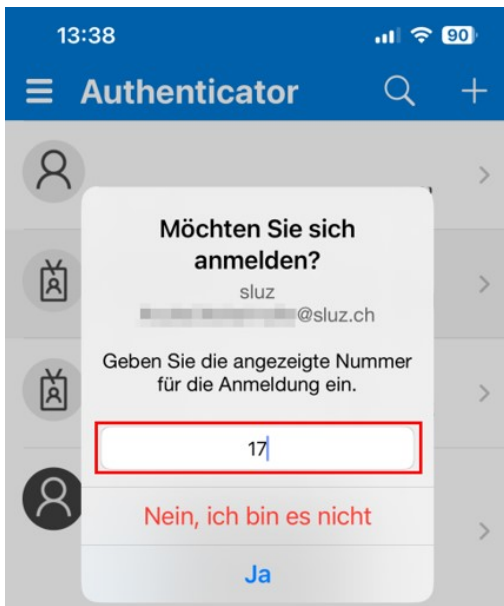 13:38
90
Authenticator
Möchten Sie sich
anmelden?
sluz
@sluz.ch
Geben Sie die angezeigte Nummer
für die Anmeldung ein.
17
Nein, ich bin es nicht
Ja